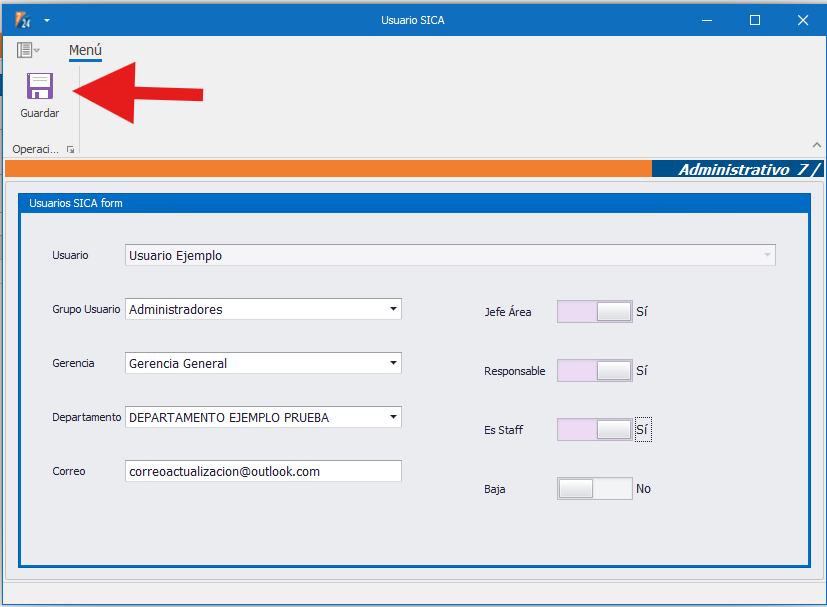 24
Usuario SICA
Menú
Guardar
Operaci...
Administrativo 7 /
Usuarios SICA form
Usuario Usuario Ejemplo
Grupo Usuario Administradores Jefe Área Sí
Gerencia Gerencia General Responsable Sí
Departamento DEPARTAMENTO EJEMPLO PRUEBA Es Staff Sí
Correo correoactualizacion@outlook.com Baja No